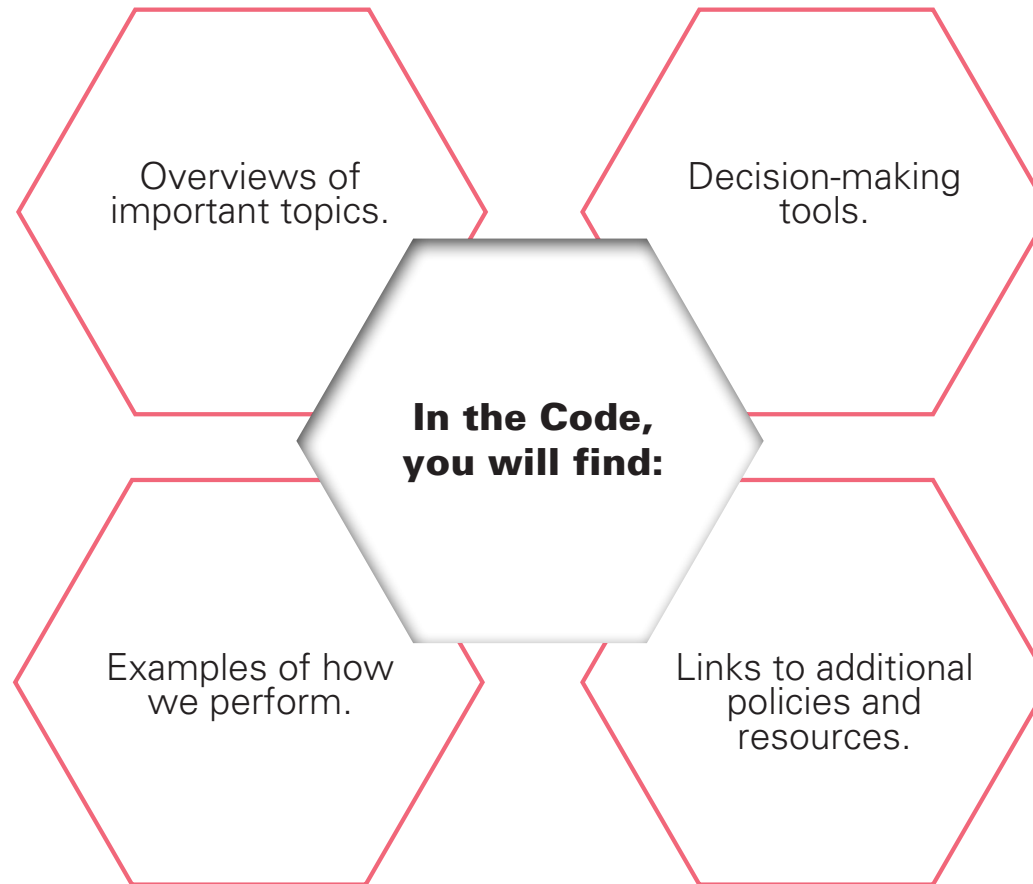 Overviews of
important topics.
Decision-making
tools.
In the Code,
you will find:
Examples of how
we perform.
Links to additional
policies and
resources.